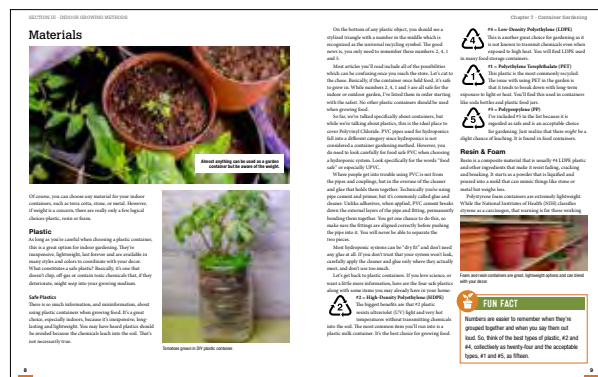 SECTION III - INDOOR GROWING METHODS
Materials
Almost anything can be used as a garden
container but be aware of the weight.
Of course, you can choose any material for your indoor
containers, such as terra cotta, stone, or metal. However,
if weight is a concern, there are really only a few logical
choices plastic, resin or foam.
Plastic
As long as you're careful when choosing a plastic container,
this is a great option for indoor gardening. They're
inexpensive, lightweight, last forever and are available in
many styles and colors to coordinate with your decor.
What constitutes a safe plastic? Basically, it's one that
doesn't chip, off-gas or contain toxic chemicals that, if they
deteriorate, might seep into your growing medium.
Safe Plastics
There is so much information, and misinformation, about
using plastic containers when growing food. It's a great
choice, especially indoors, because it's inexpensive, long-
lasting and lightweight. You may have heard plastics should
be avoided because the chemicals leach into the soil. That's
not necessarily true.
Tomatoes grown in DIY plastic container.
8
Chapter 7 - Container Gardening
On the bottom of any plastic object, you should see a
stylized triangle with a number in the middle which is
recognized as the universal recycling symbol. The good
news is, you only need to remember these numbers: 2, 4, 1
and 5.
Most articles you'll read include all of the possibilities
which can be confusing once you reach the store. Let's cut to
the chase. Basically, if the container once held food, it's safe
to grow in. While numbers 2, 4, 1 and 5 are all safe for the
indoor or outdoor garden, I've listed them in order starting
with the safest. No other plastic containers should be used
when growing food.
So far, we've talked specifically about containers, but
while we're talking about plastics, this is the ideal place to
cover Polyvinyl Chloride. PVC pipes used for hydroponics
fall into a different category since hydroponics is not
considered a container gardening method. However, you
do need to look carefully for food safe PVC when choosing
a hydroponic system. Look specifically for the words "food
safe" or especially UPVC.
Where people get into trouble using PVC is not from
the pipes and couplings, but in the overuse of the cleaner
and glue that holds them together. Technically you're using
pipe cement and primer, but it's commonly called glue and
cleaner. Unlike adhesives, when applied, PVC cement breaks
down the external layers of the pipe and fitting, permanently
bonding them together. You get one chance to do this, so
make sure the fittings are aligned correctly before pushing
the pipe into it. You will never be able to separate the
two pieces.
Most hydroponic systems can be "dry fit" and don't need
any glue at all. If you don't trust that your system won't leak,
carefully apply the cleaner and glue only where they actually
meet, and don't use too much.
Let's get back to plastic containers. If you love science, or
want a little more information, here are the four safe plastics
along with some items you may already have in your home:
2
#2 = High-Density Polyethylene (HDPE)
The biggest benefits are that #2 plastic
resists ultraviolet (UV) light and very hot
temperatures without transmitting chemicals
into the soil. The most common item you'll run into is a
plastic milk container. It's the best choice for growing food.
4
#4 = Low-Density Polyethylene (LDPE)
This is another great choice for gardening as it
is not known to transmit chemicals even when
exposed to high heat. You will find LDPE used
in many food storage containers.
1
#1 = Polyethylene Terephthalate (PET)
This plastic is the most commonly recycled.
The issue with using PET in the garden is
that it tends to break down with long-term
exposure to light or heat. You'll find this used in containers
like soda bottles and plastic food jars.
5
#5 = Polypropylene (PP)
I've included #5 in the list because it is
regarded as safe and is an acceptable choice
for gardening. Just realize that there might be a
slight chance of leaching. It is found in food containers.
Resin & Foam
Resin is a composite material that is usually #4 LDPE plastic
and other ingredients that make it resist fading, cracking
and breaking. It starts as a powder that is liquified and
poured into a mold that can mimic things like stone or
metal but weighs less.
Polystyrene foam containers are extremely lightweight.
While the National Institutes of Health (NIH) classifies
styrene as a carcinogen, that warning is for those working
Foam and resin containers are great, lightweight options and can blend
with your decor.
FUN FACT
Numbers are easier to remember when they're
grouped together and when you say them out
loud. So, think of the best types of plastic, #2 and
#4, collectively as twenty-four and the acceptable
types, #1 and #5, as fifteen.
9